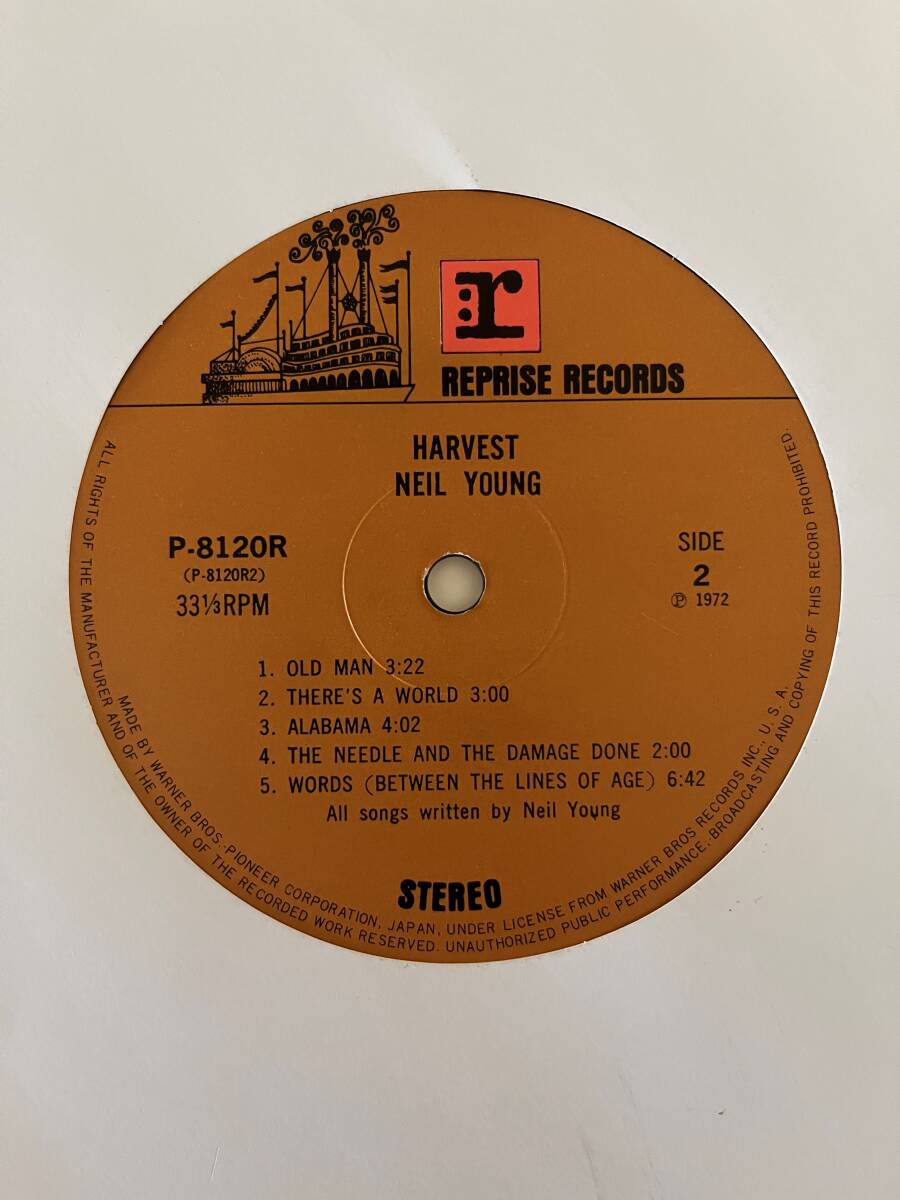 r
REPRISE RECORDS
HARVEST
NEIL YOUNG
P-8120R
(P-8120R2)
33⅓RPM
SIDE
2
Ⓟ 1972
1. OLD MAN 3:22
2. THERE'S A WORLD 3:00
3. ALABAMA 4:02
4. THE NEEDLE AND THE DAMAGE DONE 2:00
5. WORDS (BETWEEN THE LINES OF AGE) 6:42
All songs written by Neil Young
STEREO
MADE BY WARNER BROS.-PIONEER CORPORATION, JAPAN, UNDER LICENSE FROM WARNER BROS RECORDS INC., U.S.A.
ALL RIGHTS OF THE MANUFACTURER AND OF THE OWNER OF THE RECORDED WORK RESERVED. UNAUTHORIZED PUBLIC PERFORMANCE. BROADCASTING AND COPYING OF THIS RECORD PROHIBITED.